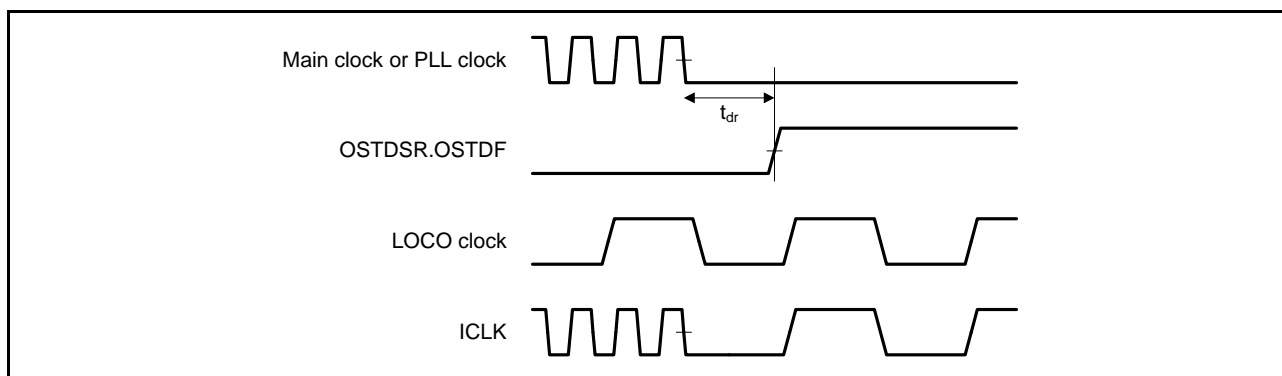 Main clock or PLL clock
tdr
OSTDSR.OSTDF
LOCO clock
ICLK